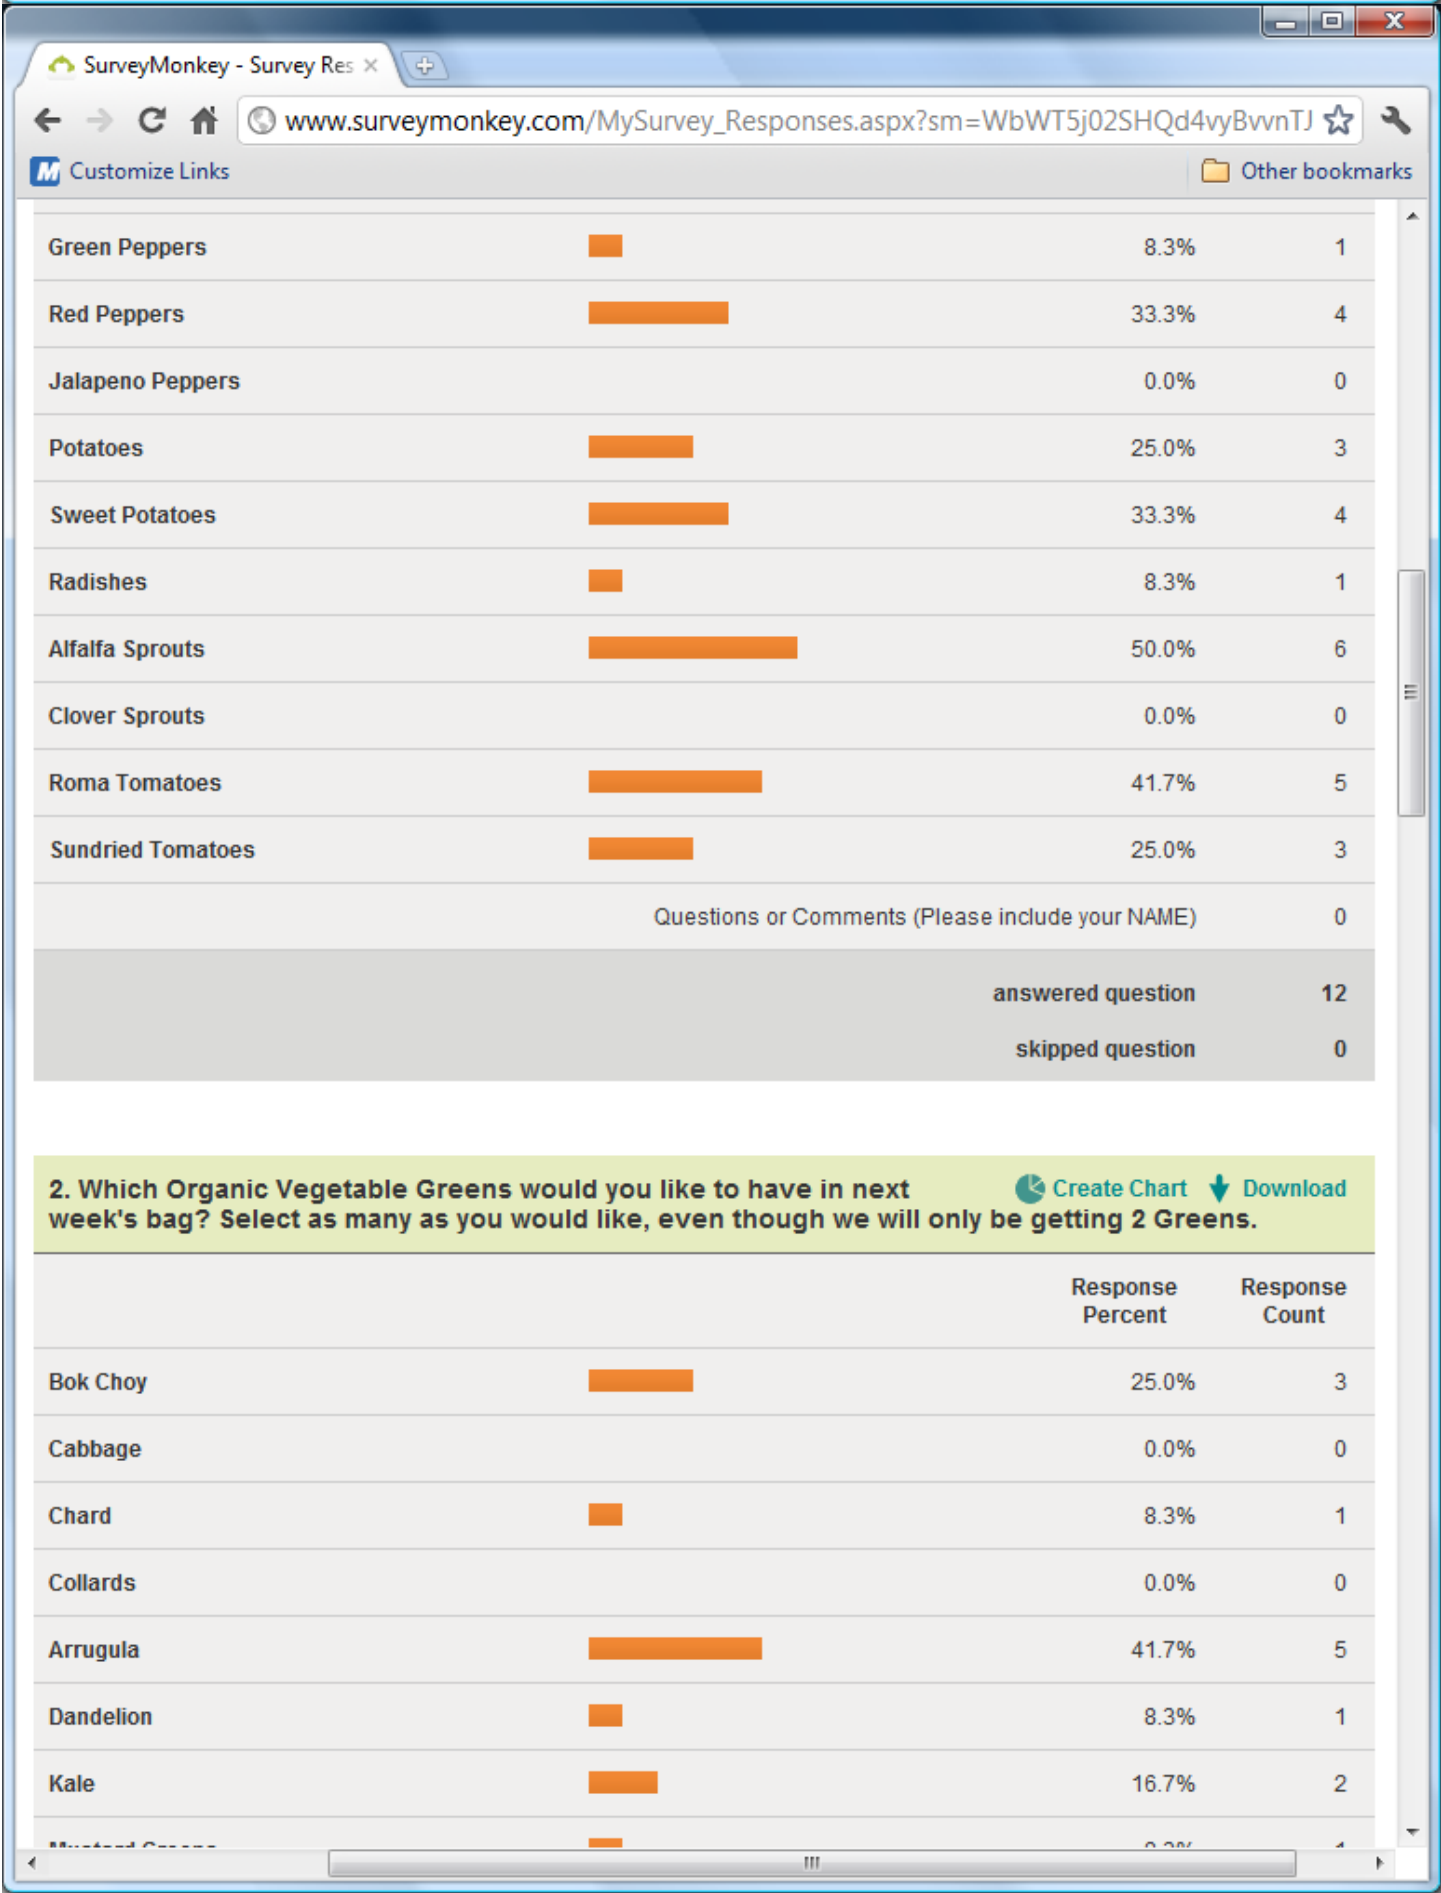 SurveyMonkey - Survey Res
www.surveymonkey.com/MySurvey_Responses.aspx?sm=WbWT5j02SHQd4vyBvvnTJ
Customize Links Other bookmarks
Green Peppers 8.3% 1
Red Peppers 33.3% 4
Jalapeno Peppers 0.0% 0
Potatoes 25.0% 3
Sweet Potatoes 33.3% 4
Radishes 8.3% 1
Alfalfa Sprouts 50.0% 6
Clover Sprouts 0.0% 0
Roma Tomatoes 41.7% 5
Sundried Tomatoes 25.0% 3
Questions or Comments (Please include your NAME) 0
answered question 12
skipped question 0
2. Which Organic Vegetable Greens would you like to have in next Create Chart Download
week's bag? Select as many as you would like, even though we will only be getting 2 Greens.
Response Response
Percent Count
Bok Choy 25.0% 3
Cabbage 0.0% 0
Chard 8.3% 1
Collards 0.0% 0
Arrugula 41.7% 5
Dandelion 8.3% 1
Kale 16.7% 2
Mustard Greens 8.3% 1